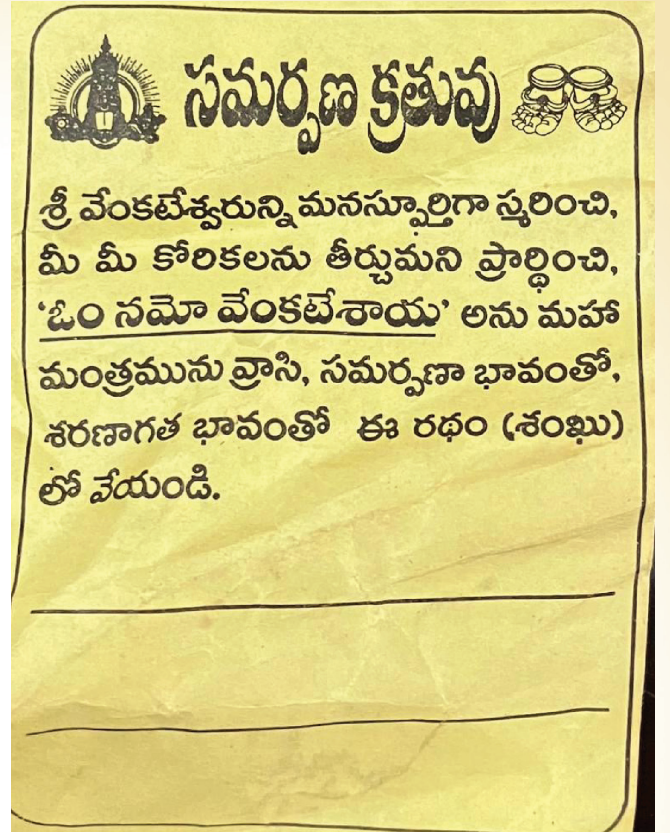 సమర్పణ క్రతువు
శ్రీ వేంకటేశ్వరున్ని మనస్పూర్తిగా స్మరించి,
మీ మీ కోరికలను తీర్చుమని ప్రార్ధించి,
‘ఓం నమో వేంకటేశాయ’ అను మహా
మంత్రమును వ్రాసి, సమర్పణా భావంతో,
శరణాగత భావంతో ఈ రథం (శంఖు)
లో వేయండి.